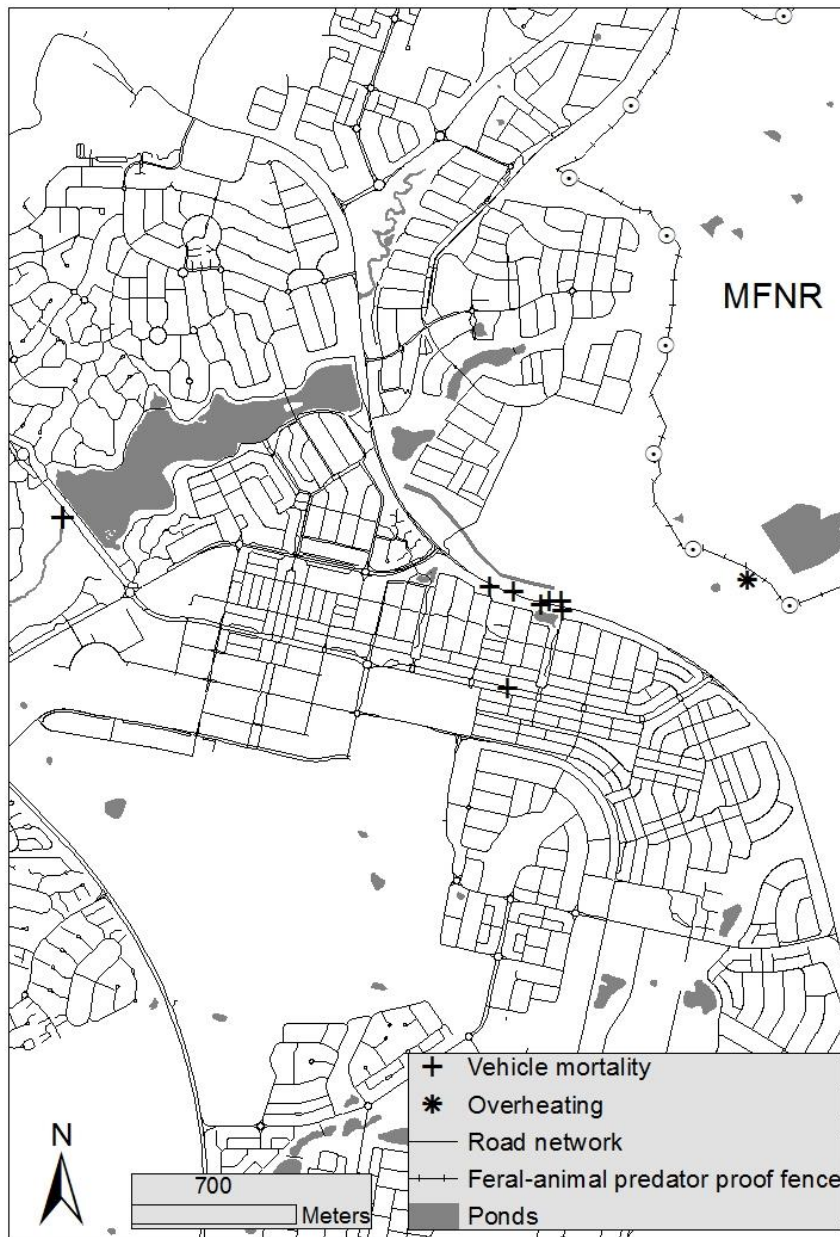 MFNR
Vehicle mortality
Overheating
Road network
Feral-animal predator proof fence
Ponds
N
700
Meters